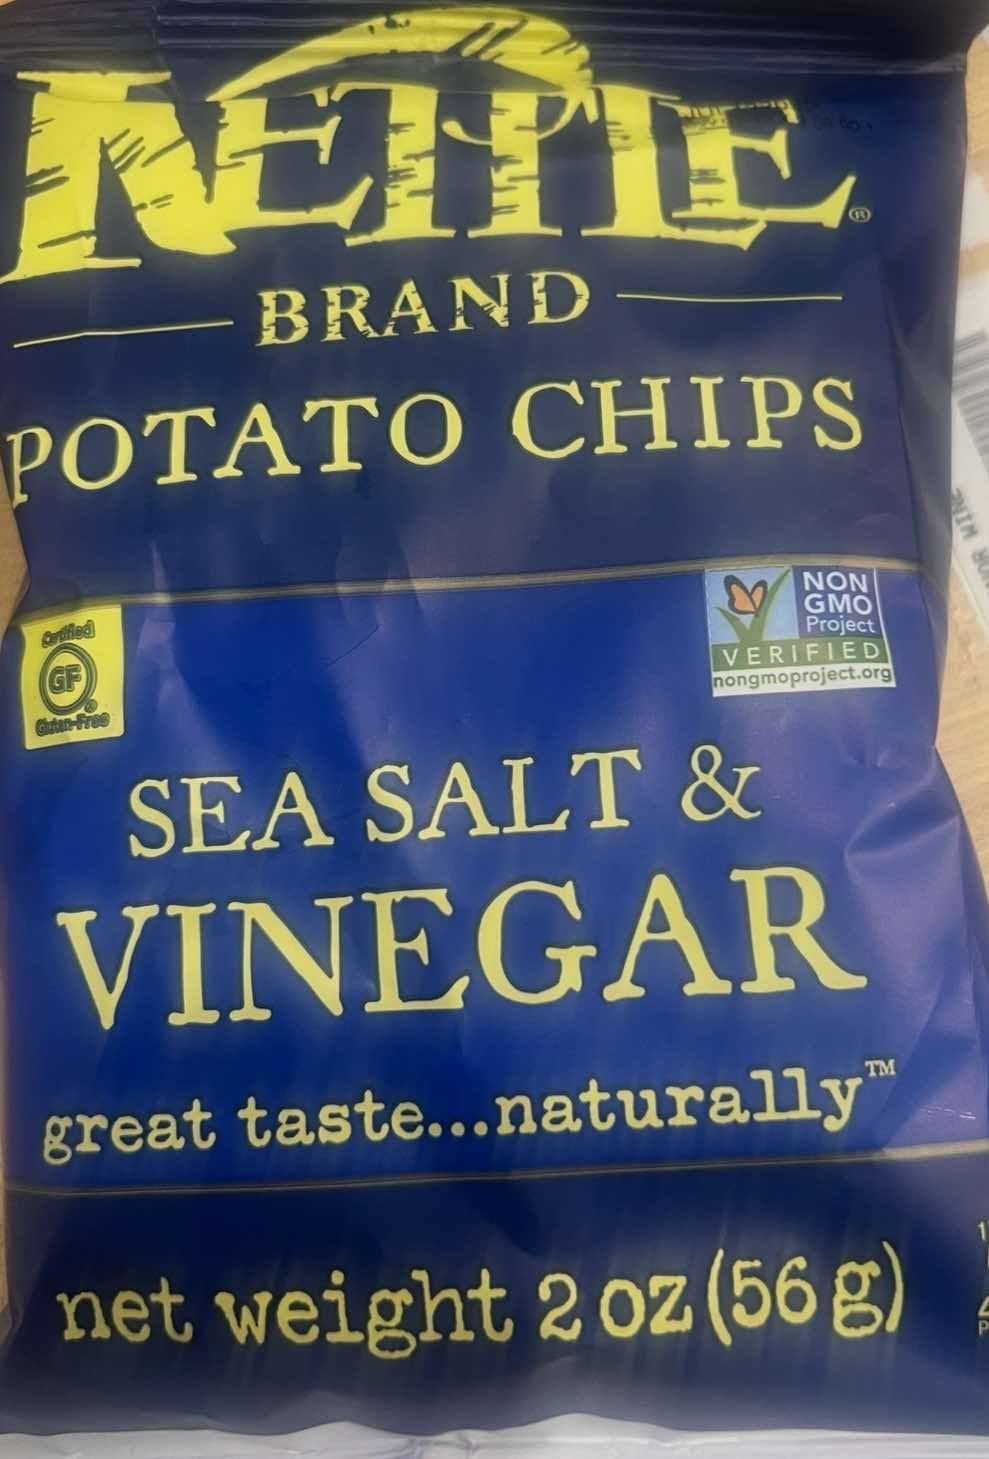 KETTLE®
BRAND
POTATO CHIPS
Certified
GF
Gluten-Free
NON
GMO
Project
VERIFIED
nongmoproject.org
SEA SALT &
VINEGAR
great taste...naturally™
net weight 2 oz (56 g)